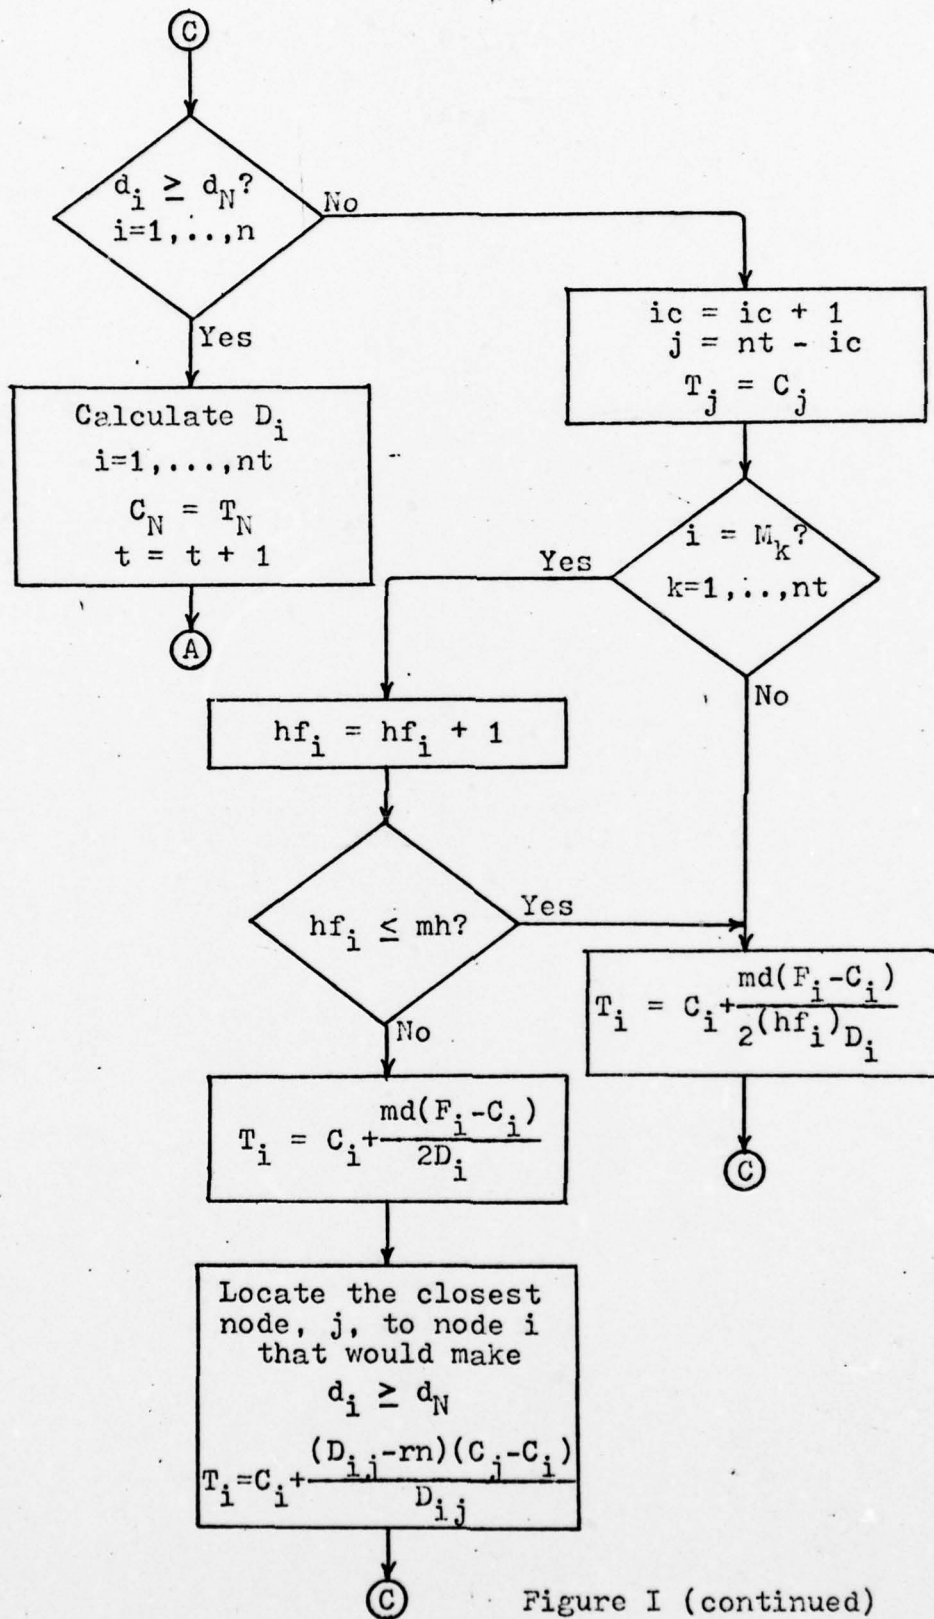 C
d_i ≥ d_N?
i=1,..,n
No
Yes
ic = ic + 1
j = nt - ic
T_j = C_j
Calculate D_i
i=1,...,nt
C_N = T_N
t = t + 1
A
i = M_k?
k=1,..,nt
Yes
No
hf_i = hf_i + 1
hf_i ≤ mh?
Yes
No
T_i = C_i+md(F_i-C_i)/2^(hf_i)D_i
C
T_i = C_i+md(F_i-C_i)/2D_i
Locate the closest
node, j, to node i
that would make
d_i ≥ d_N
T_i=C_i+(D_ij-rn)(C_j-C_i)/D_ij
C
Figure I (continued)